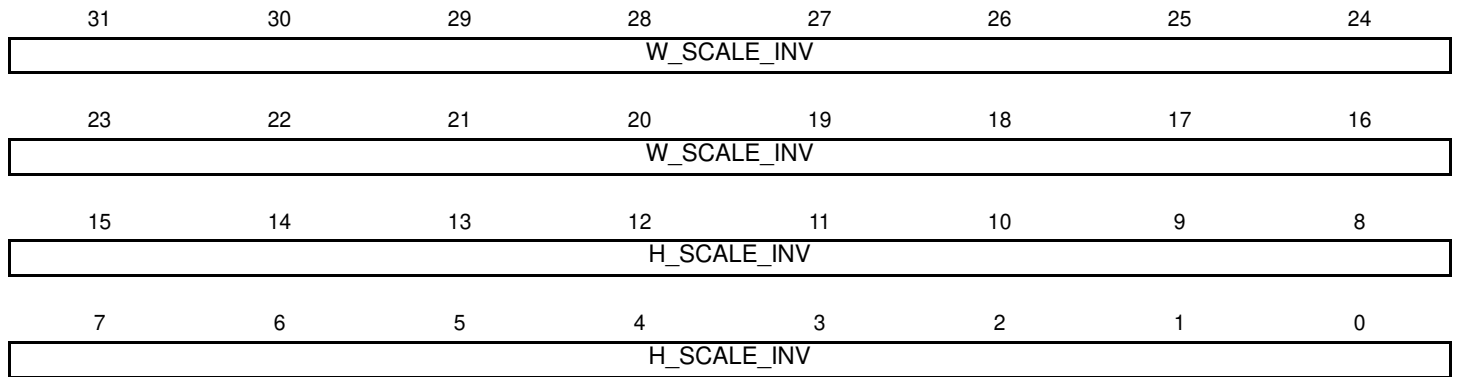 31 30 29 28 27 26 25 24
W_SCALE_INV
23 22 21 20 19 18 17 16
W_SCALE_INV
15 14 13 12 11 10 9 8
H_SCALE_INV
7 6 5 4 3 2 1 0
H_SCALE_INV